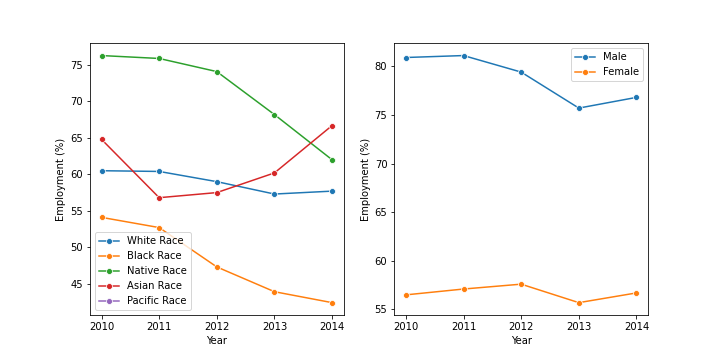 75
70
65
60
55
50
45
Employment (%)
White Race
Black Race
Native Race
Asian Race
Pacific Race
2010 2011 2012 2013 2014
Year
80
75
70
65
60
55
Employment (%)
Male
Female
2010 2011 2012 2013 2014
Year